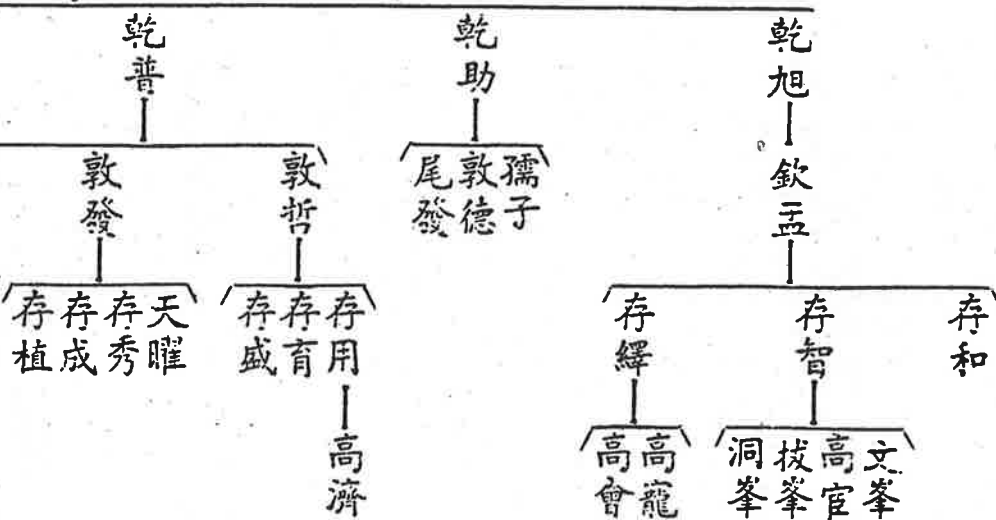 乾旭
乾助
乾普
欽孟
孺子
敦德
尾發
敦哲
敦發
存和
存智
存繹
存用
存育
存盛
天曜
存秀
存成
存植
文峯
高宦
拔峯
洞峯
高寵
高會
高濟